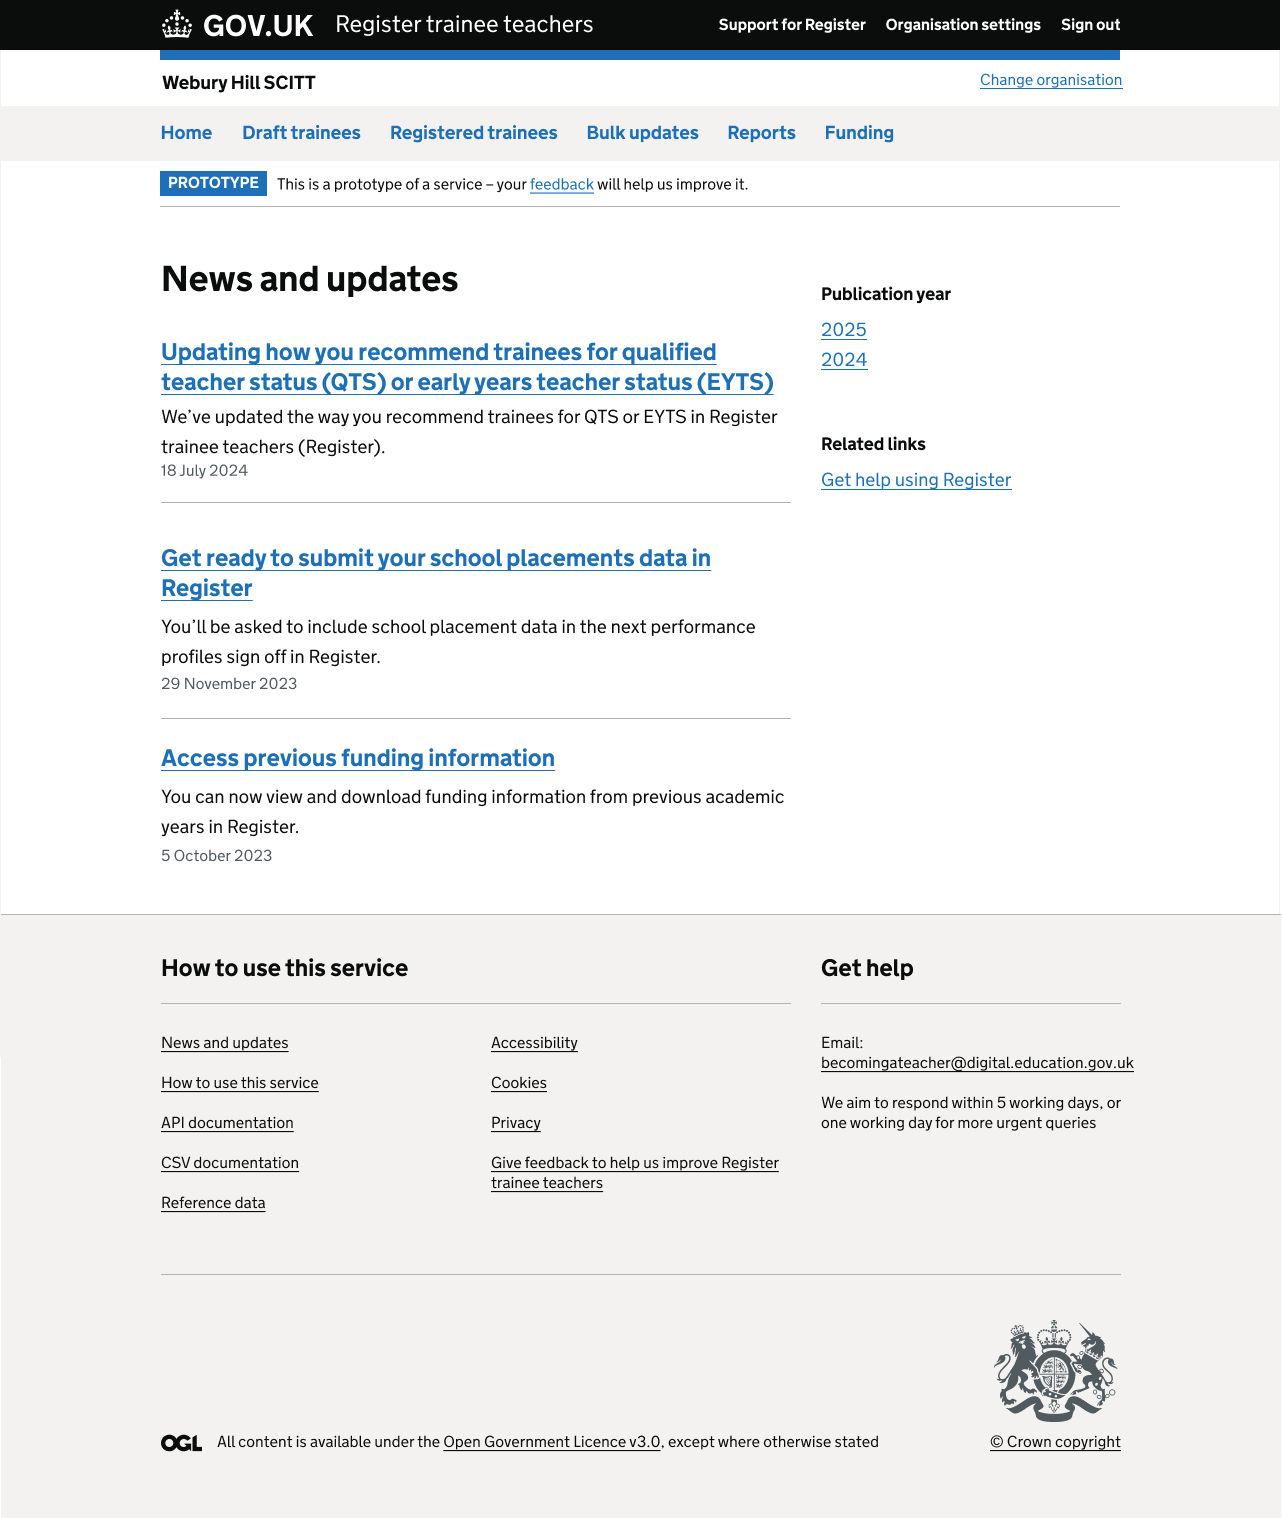 GOV.UK Register trainee teachers Support for Register Organisation settings Sign out
Webury Hill SCITT Change organisation
Home Draft trainees Registered trainees Bulk updates Reports Funding
PROTOTYPE This is a prototype of a service – your feedback will help us improve it.
News and updates
Updating how you recommend trainees for qualified
teacher status (QTS) or early years teacher status (EYTS)
We’ve updated the way you recommend trainees for QTS or EYTS in Register
trainee teachers (Register).
18 July 2024
Get ready to submit your school placements data in
Register
You’ll be asked to include school placement data in the next performance
profiles sign off in Register.
29 November 2023
Access previous funding information
You can now view and download funding information from previous academic
years in Register.
5 October 2023
Publication year
2025
2024
Related links
Get help using Register
How to use this service
News and updates
How to use this service
API documentation
CSV documentation
Reference data
Accessibility
Cookies
Privacy
Give feedback to help us improve Register
trainee teachers
Get help
Email:
becomingateacher@digital.education.gov.uk
We aim to respond within 5 working days, or
one working day for more urgent queries
OGL All content is available under the Open Government Licence v3.0, except where otherwise stated
© Crown copyright